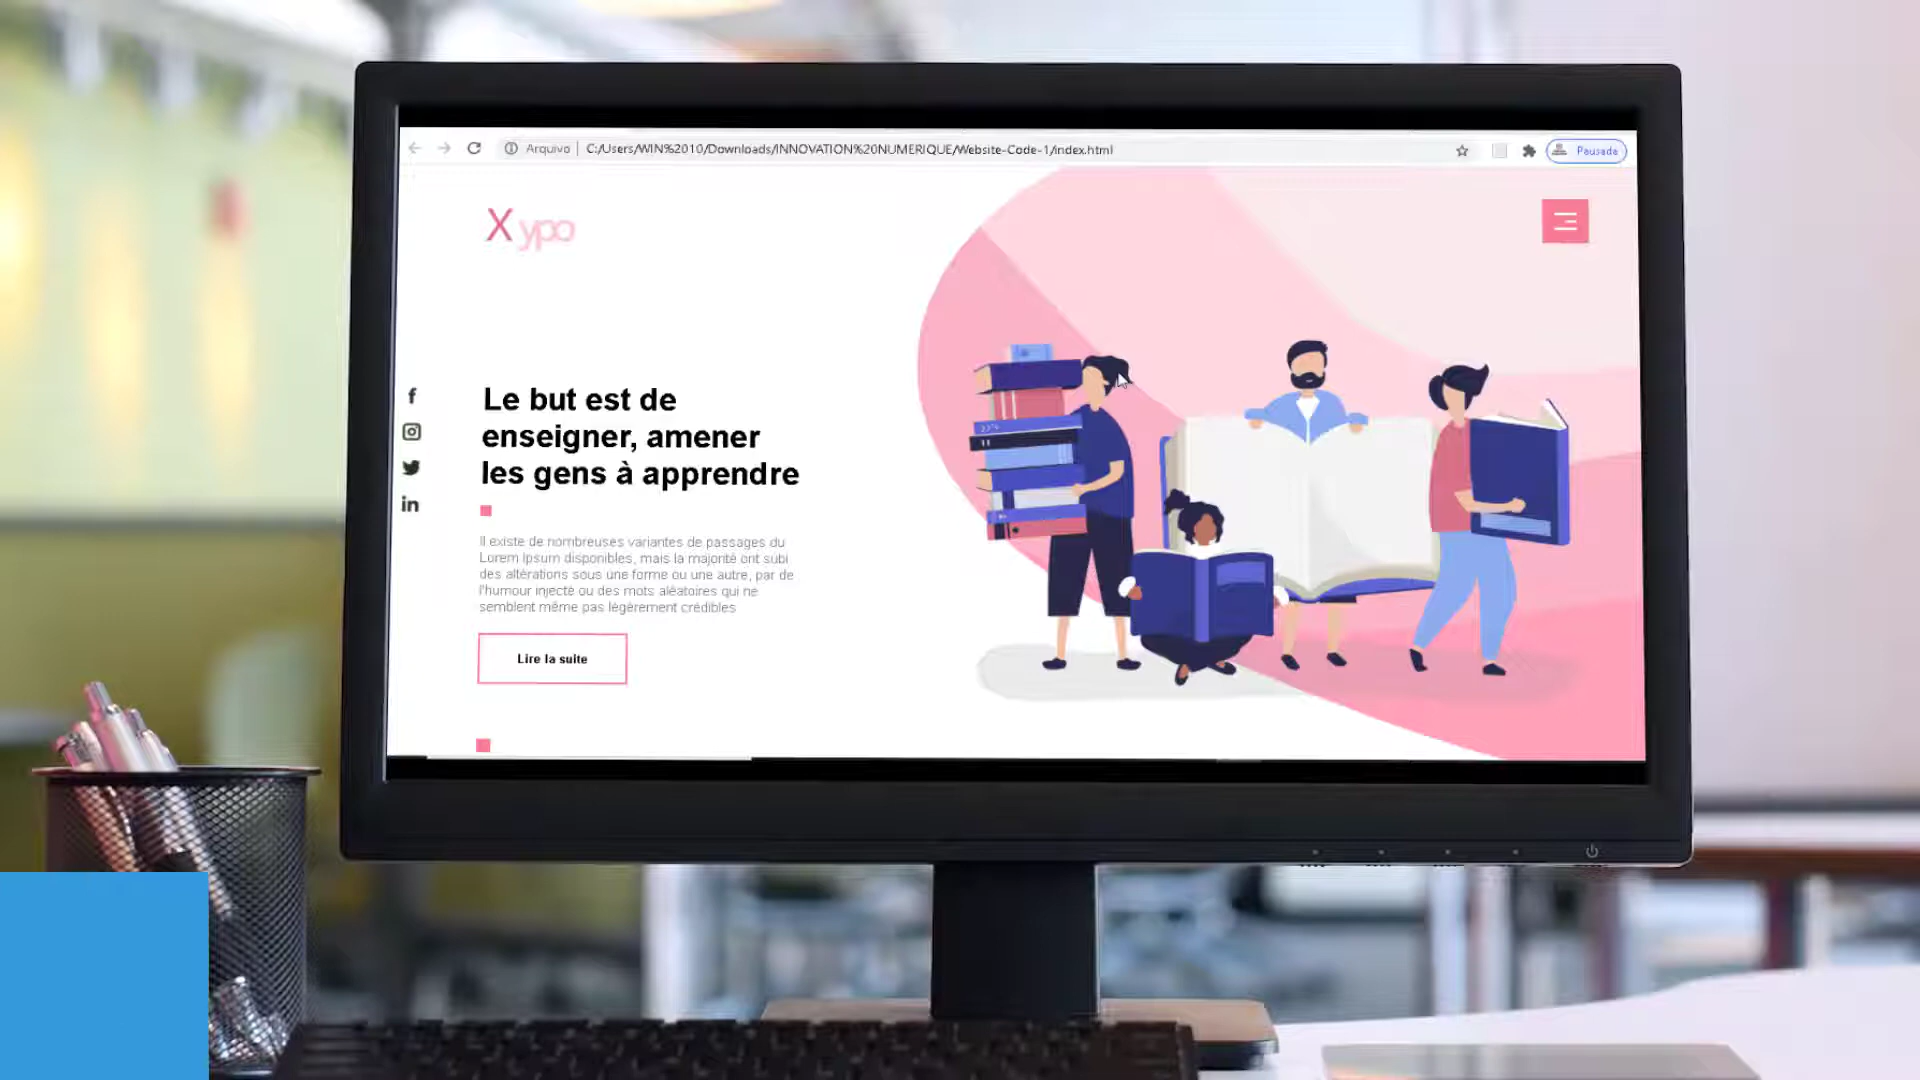 Arquivo | C:/Users/WIN%2010/Downloads/INNOVATION%20NUMERIQUE/Website-Code-1/index.html
Pausada
X ypo
Le but est de
enseigner, amener
les gens à apprendre
Il existe de nombreuses variantes de passages du
Lorem Ipsum disponibles, mais la majorité ont subi
des altérations sous une forme ou une autre, par de
l'humour injecté ou des mots aléatoires qui ne
semblent même pas légèrement crédibles
Lire la suite